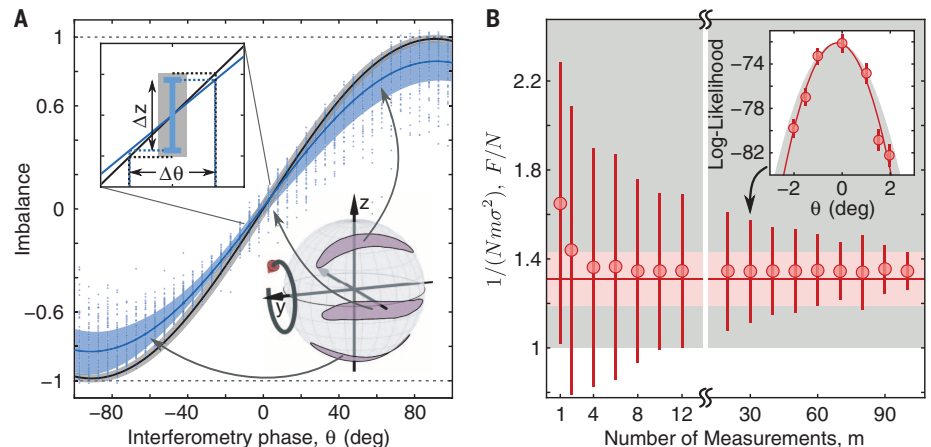 A
B
1
0.6
0
-0.6
-1
Imbalance
-80
-40
0
40
80
Interferometry phase, θ (deg)
Δz
Δθ
z
y
2.2
1.8
1.4
1
1/(Nmσ²), F/N
1
4
8
12
30
60
90
Number of Measurements, m
-74
-78
-82
Log-Likelihood
-2
0
2
θ (deg)